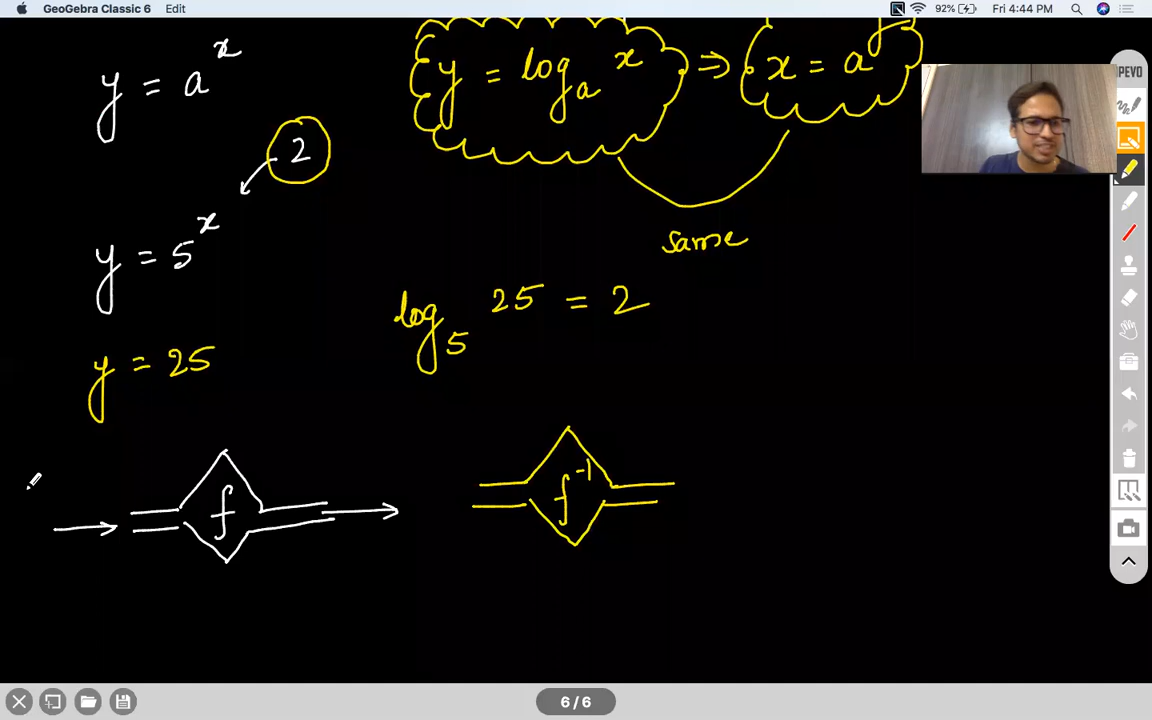 GeoGebra Classic 6 Edit 92% Fri 4:44 PM
y = a^x
y = log_a x ⇒ x = a^y
2
y = 5^x
same
log_5 25 = 2
y = 25
f
f^-1
6 / 6